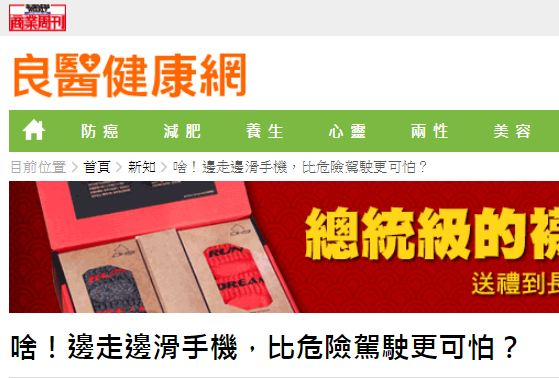 商業周刊
良醫健康網
防癌 減肥 養生 心靈 兩性 美容
目前位置 > 首頁 > 新知 > 啥！邊走邊滑手機，比危險駕駛更可怕？
總統級的襪
送禮到長
RUN DREAM RUN DREAM
啥！邊走邊滑手機，比危險駕駛更可怕？